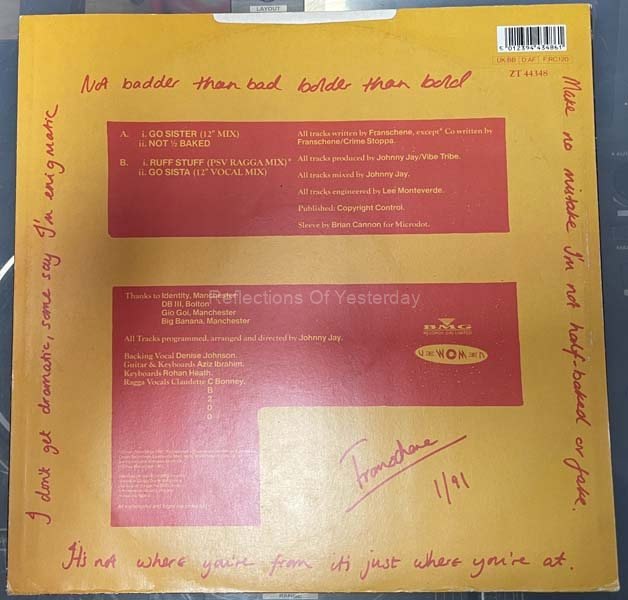 LAYOUT
5 012394 434861
UK:BB D:AF F:RC120
ZT 44348
Not badder than bad bolder than bold
Make no mistake I'm not half-baked or fake.
I don't get dramatic, some say I'm enigmatic
A. i. GO SISTER (12" MIX)
ii. NOT ½ BAKED
B. i. RUFF STUFF (PSV RAGGA MIX)*
ii. GO SISTA (12" VOCAL MIX)
All tracks written by Franschene, except* Co written by
Franschene/Crime Stoppa.
All tracks produced by Johnny Jay/Vibe Tribe.
All tracks mixed by Johnny Jay.
All tracks engineered by Lee Monteverde.
Published: Copyright Control.
Sleeve by Brian Cannon for Microdot.
Thanks to Identity, Manchester
DB III, Bolton
Gio Goi, Manchester
Big Banana, Manchester
Reflections Of Yesterday
All Tracks programmed, arranged and directed by Johnny Jay.
Backing Vocal Denise Johnson.
Guitar & Keyboards Aziz Ibrahim.
Keyboards Rohan Heath.
Ragga Vocals Claudette C Bonney.
B
2
0
0
BMG
RECORDS (UK) LIMITED
Franschene
1/91
It's not where you're from it's just where you're at.
RANGE